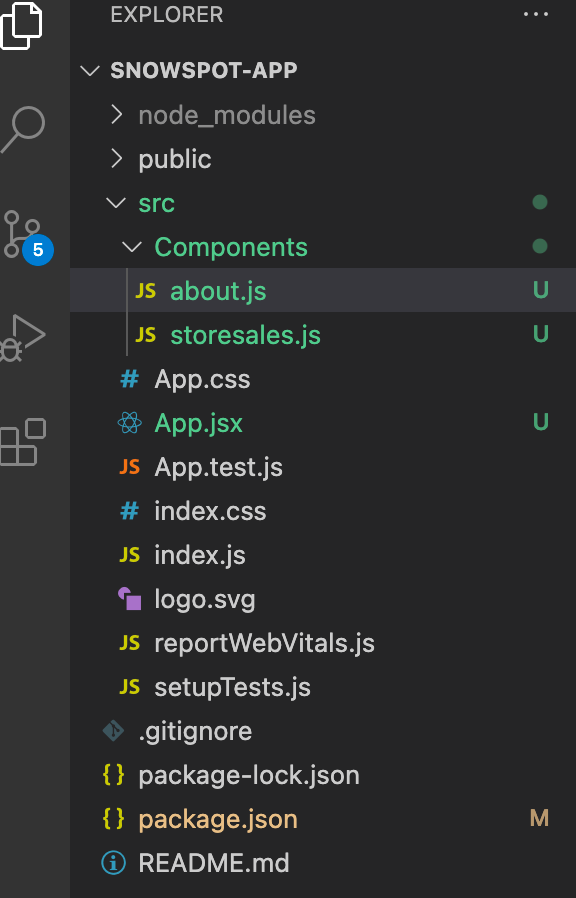 EXPLORER ...
SNOWSPOT-APP
node_modules
public
src
Components
JS about.js U
JS storesales.js U
# App.css
App.jsx U
JS App.test.js
# index.css
JS index.js
logo.svg
JS reportWebVitals.js
JS setupTests.js
.gitignore
{} package-lock.json
{} package.json M
README.md
5